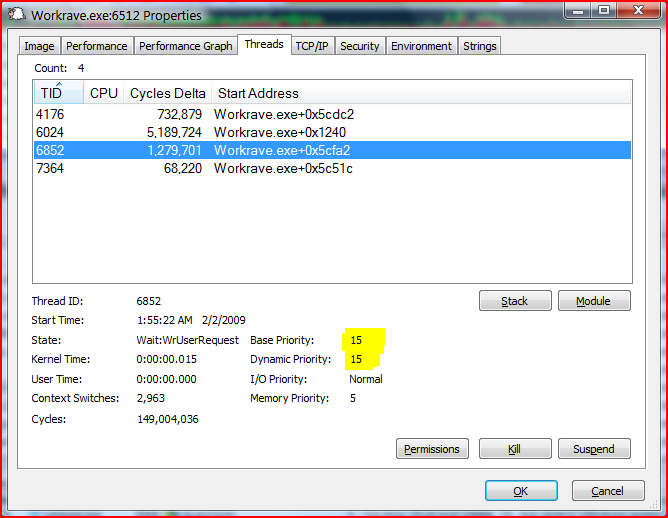 Workrave.exe:6512 Properties
Image Performance Performance Graph Threads TCP/IP Security Environment Strings
Count: 4
TID CPU Cycles Delta Start Address
4176 732,879 Workrave.exe+0x5cdc2
6024 5,189,724 Workrave.exe+0x1240
6852 1,279,701 Workrave.exe+0x5cfa2
7364 68,220 Workrave.exe+0x5c51c
Thread ID: 6852 Stack Module
Start Time: 1:55:22 AM 2/2/2009
State: Wait:WrUserRequest Base Priority: 15
Kernel Time: 0:00:00.015 Dynamic Priority: 15
User Time: 0:00:00.000 I/O Priority: Normal
Context Switches: 2,963 Memory Priority: 5
Cycles: 149,004,036
Permissions Kill Suspend
OK Cancel